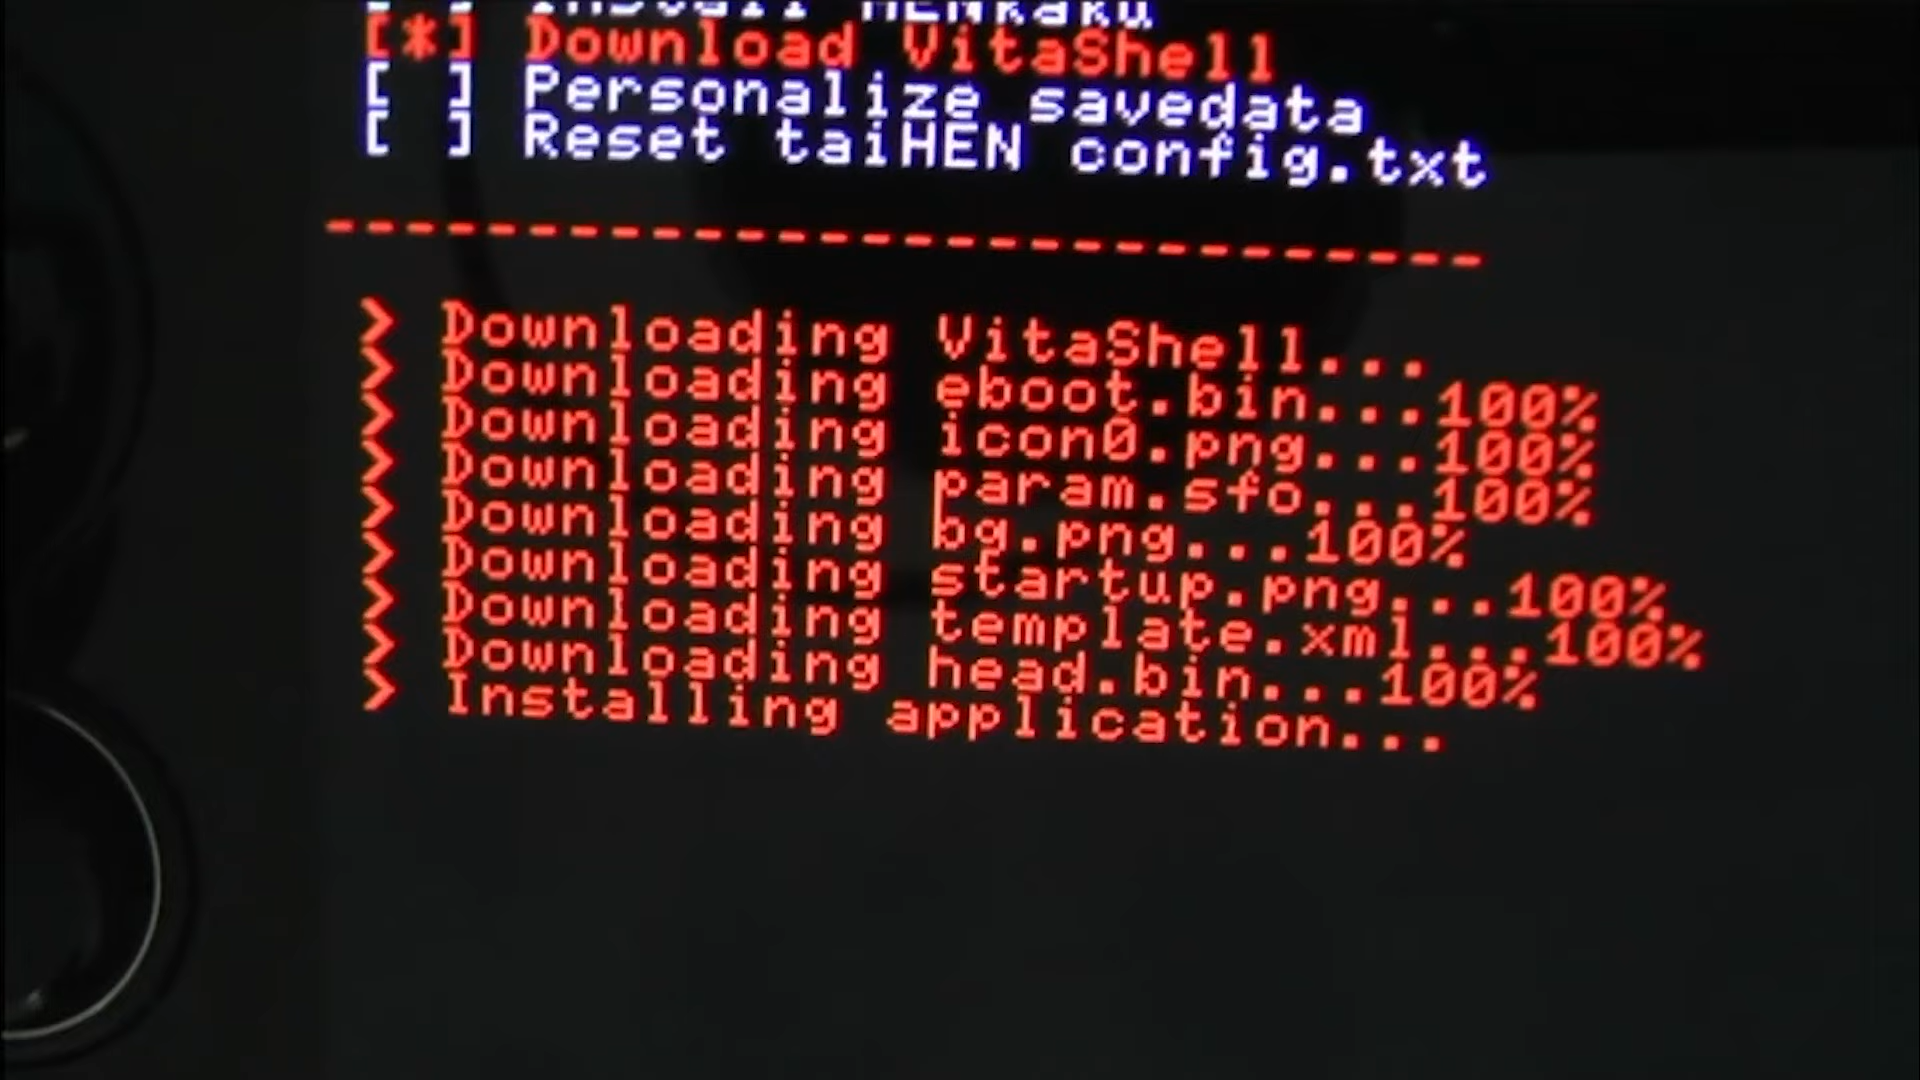 [ ] Install HENkaku
[*] Download VitaShell
[ ] Personalize savedata
[ ] Reset taiHEN config.txt
----------------------------
> Downloading VitaShell...
> Downloading eboot.bin...100%
> Downloading icon0.png...100%
> Downloading param.sfo...100%
> Downloading bg.png...100%
> Downloading startup.png...100%
> Downloading template.xml...100%
> Downloading head.bin...100%
> Installing application...